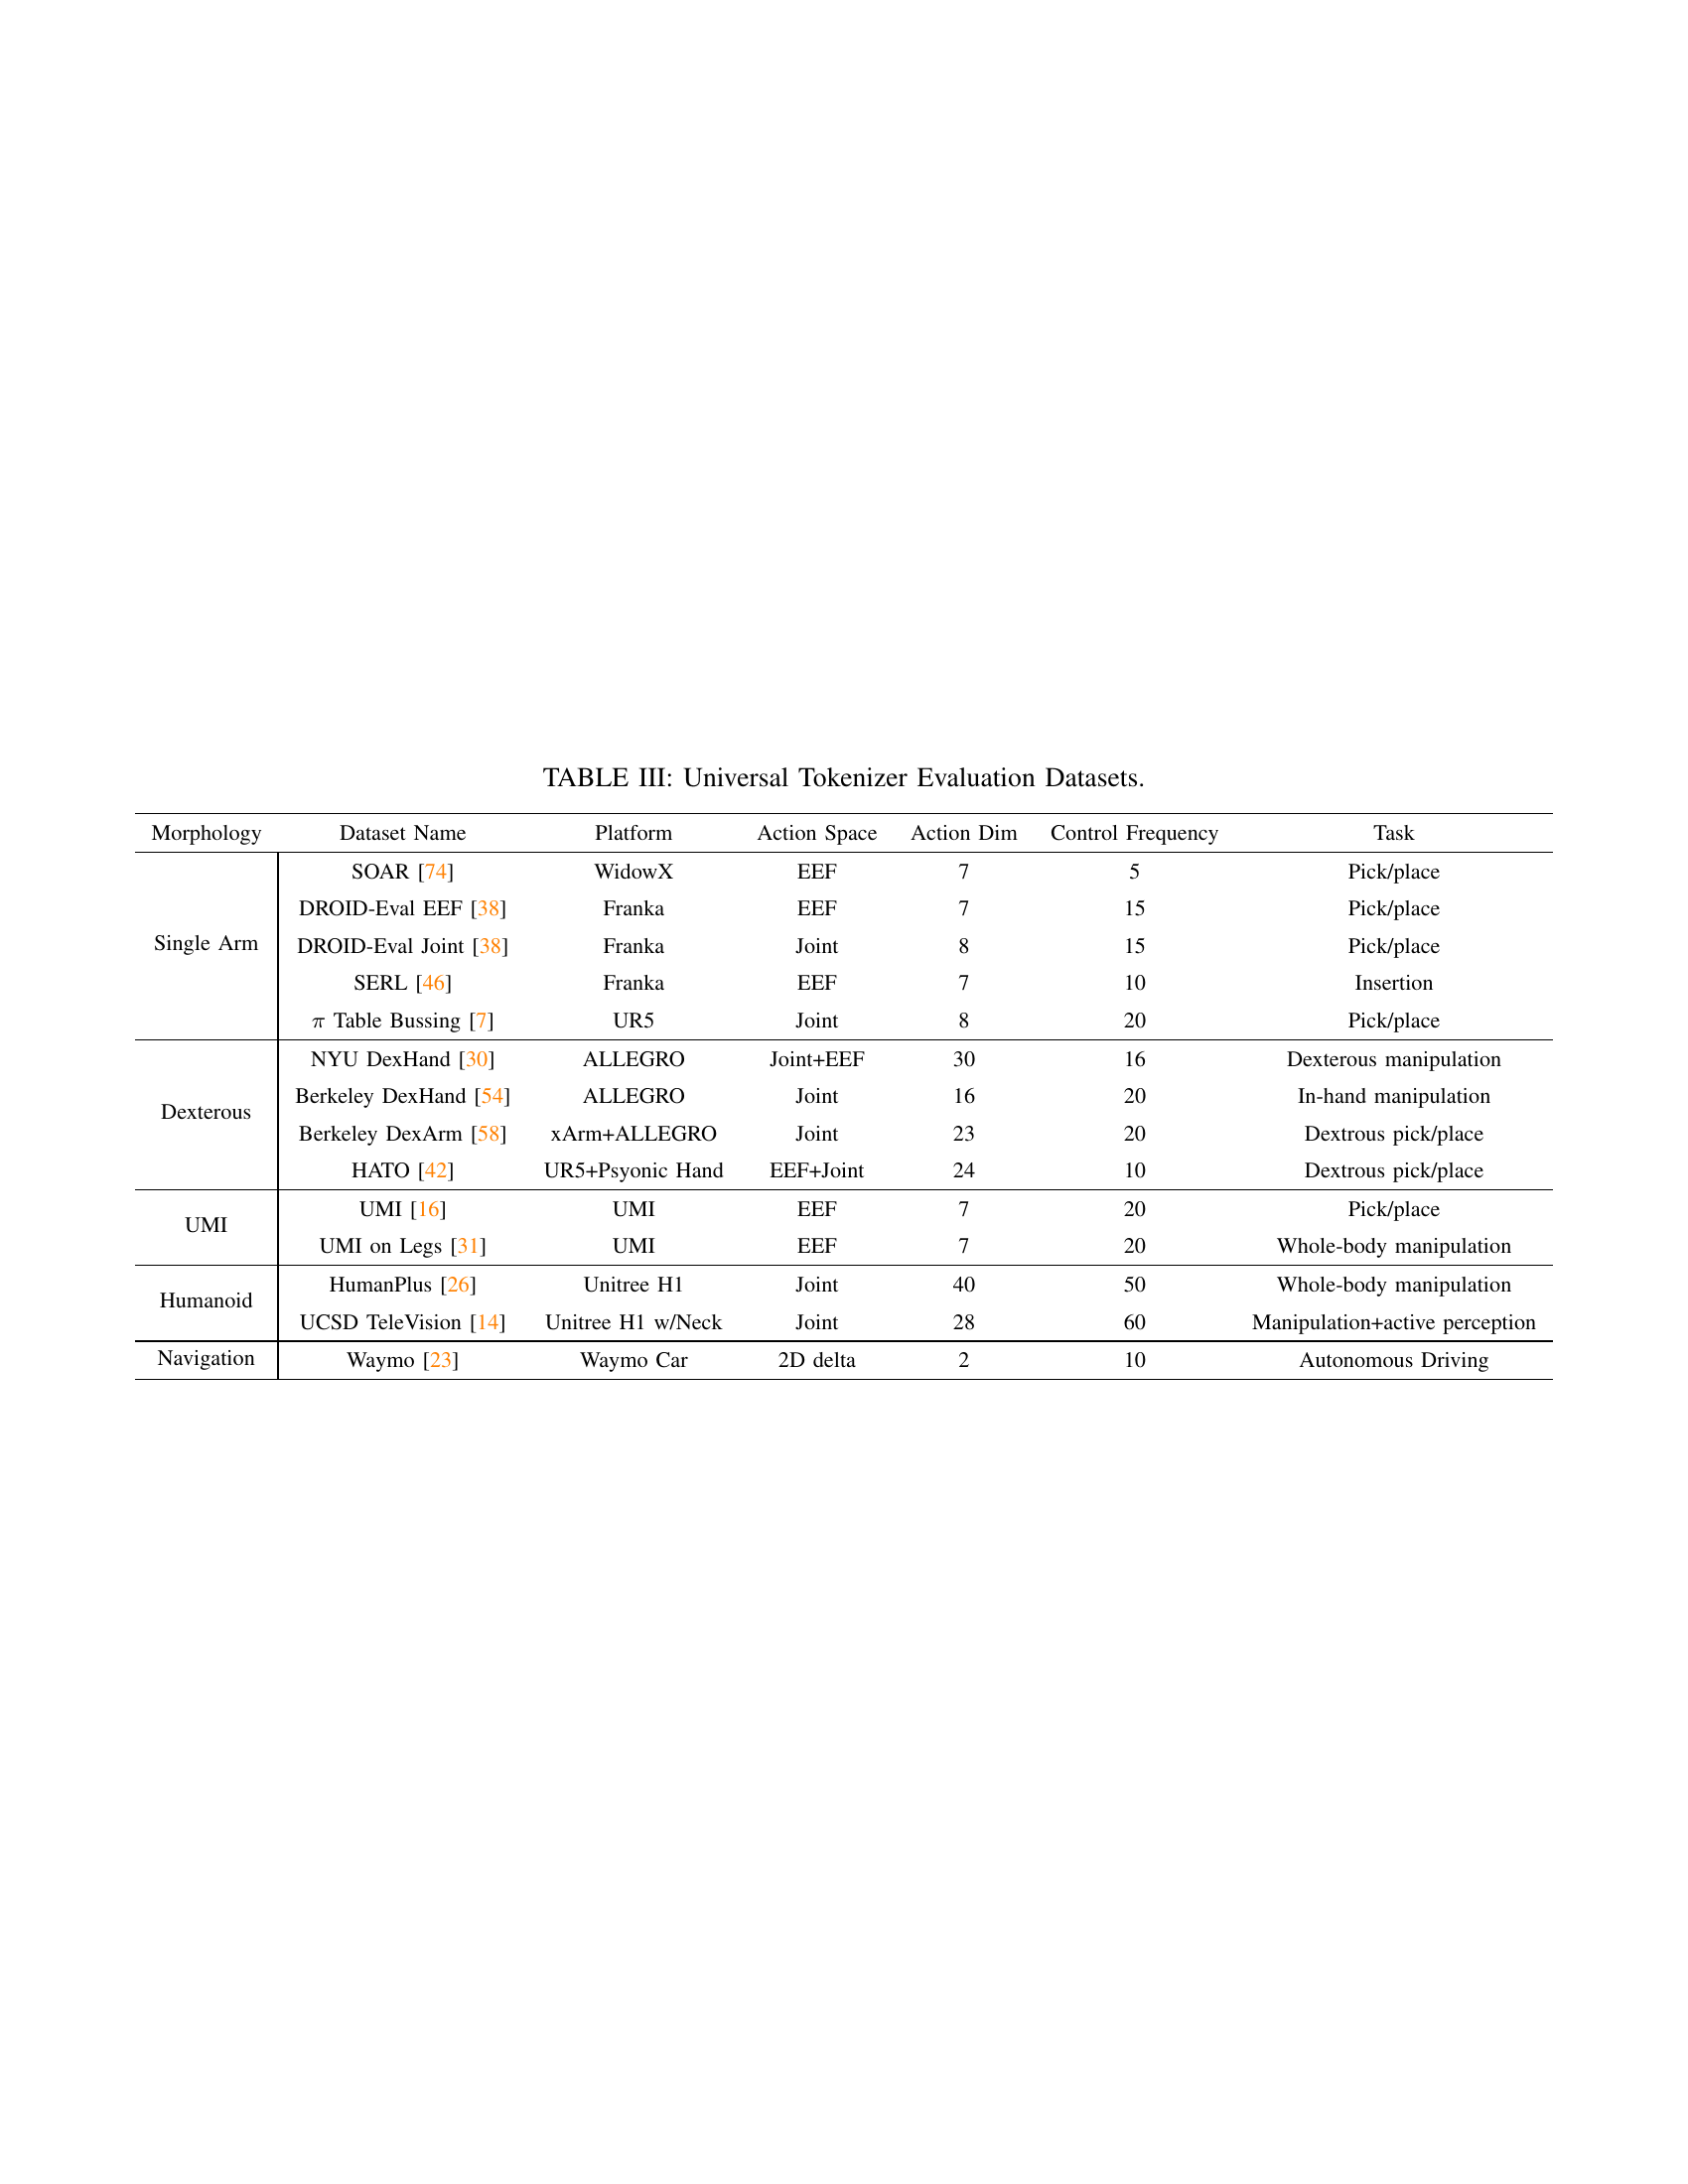 TABLE III: Universal Tokenizer Evaluation Datasets.
Morphology Dataset Name Platform Action Space Action Dim Control Frequency Task
Single Arm
SOAR [74] WidowX EEF 7 5 Pick/place
DROID-Eval EEF [38] Franka EEF 7 15 Pick/place
DROID-Eval Joint [38] Franka Joint 8 15 Pick/place
SERL [46] Franka EEF 7 10 Insertion
π Table Bussing [7] UR5 Joint 8 20 Pick/place
Dexterous
NYU DexHand [30] ALLEGRO Joint+EEF 30 16 Dexterous manipulation
Berkeley DexHand [54] ALLEGRO Joint 16 20 In-hand manipulation
Berkeley DexArm [58] xArm+ALLEGRO Joint 23 20 Dextrous pick/place
HATO [42] UR5+Psyonic Hand EEF+Joint 24 10 Dextrous pick/place
UMI
UMI [16] UMI EEF 7 20 Pick/place
UMI on Legs [31] UMI EEF 7 20 Whole-body manipulation
Humanoid
HumanPlus [26] Unitree H1 Joint 40 50 Whole-body manipulation
UCSD TeleVision [14] Unitree H1 w/Neck Joint 28 60 Manipulation+active perception
Navigation Waymo [23] Waymo Car 2D delta 2 10 Autonomous Driving